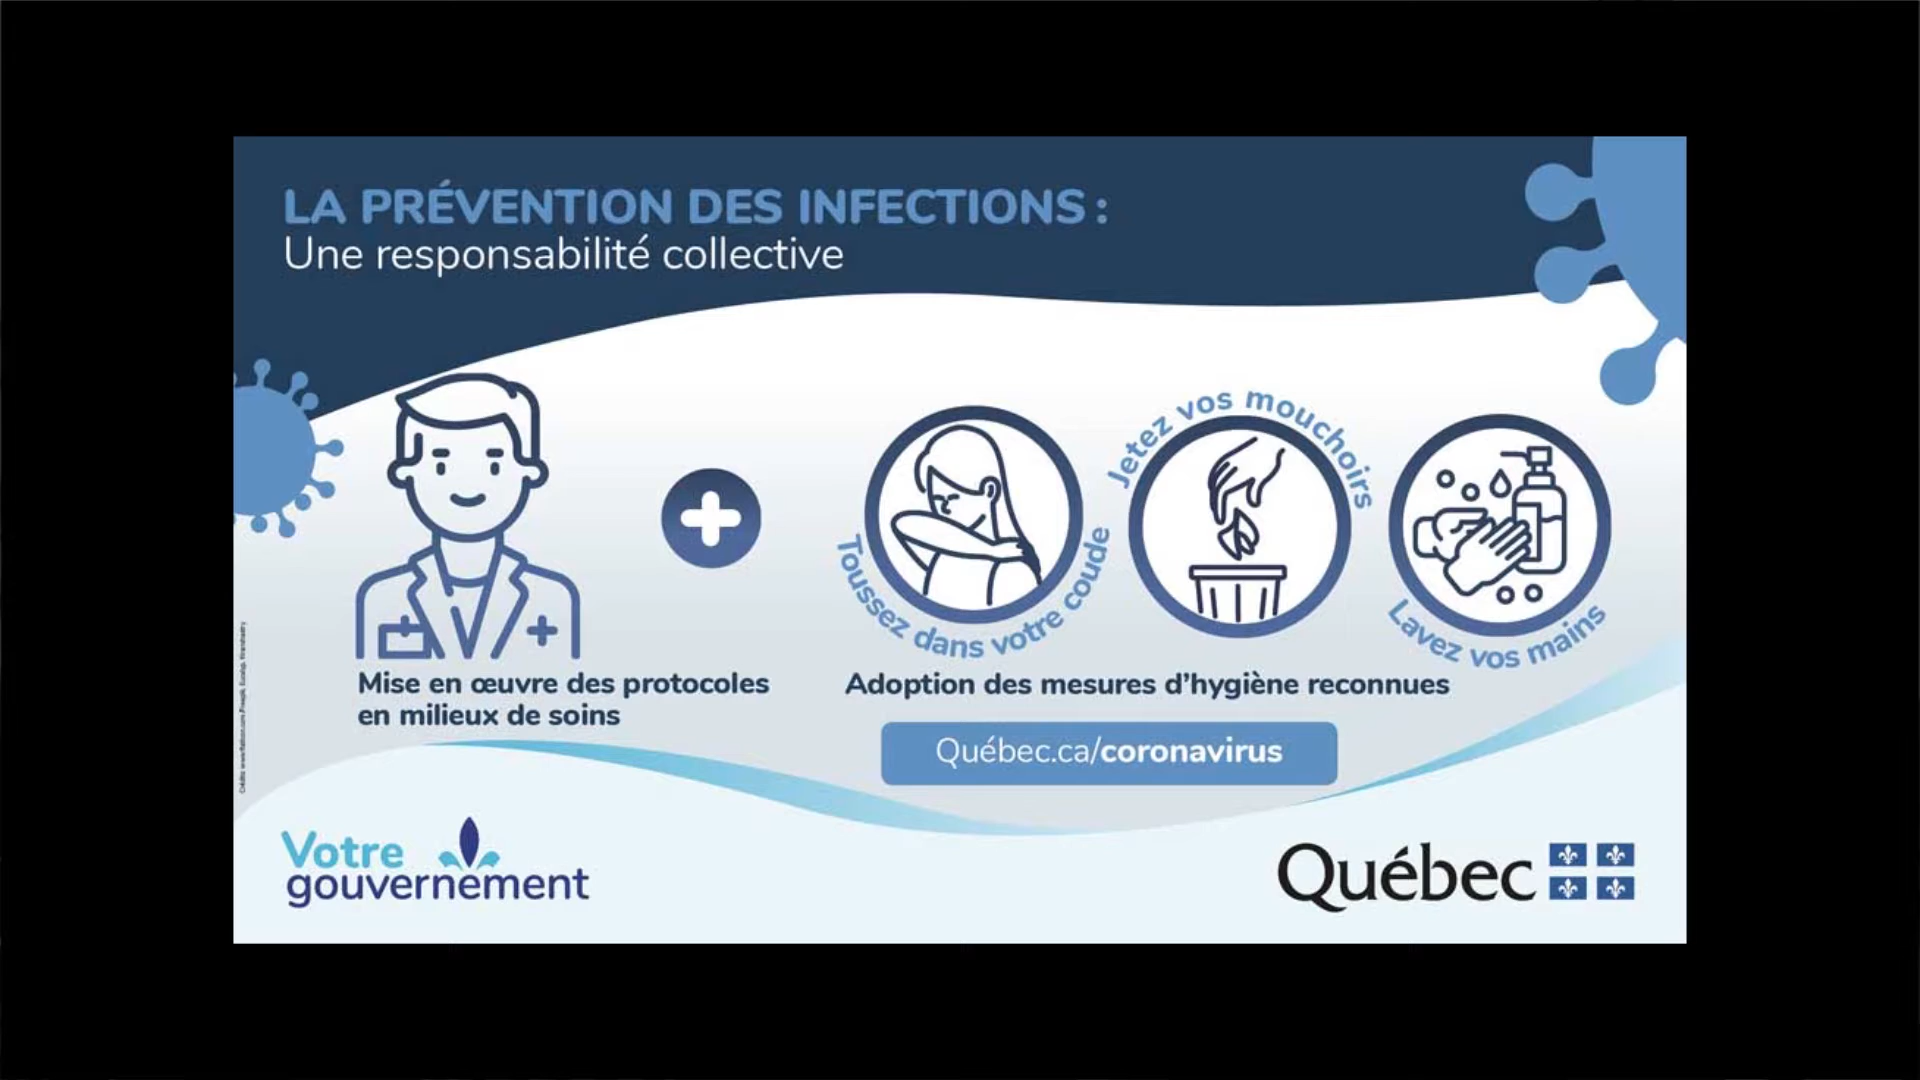 LA PRÉVENTION DES INFECTIONS :
Une responsabilité collective
Toussez dans votre coude
Jetez vos mouchoirs
Lavez vos mains
Mise en œuvre des protocoles
en milieux de soins
Adoption des mesures d’hygiène reconnues
Québec.ca/coronavirus
Votre
gouvernement
Québec